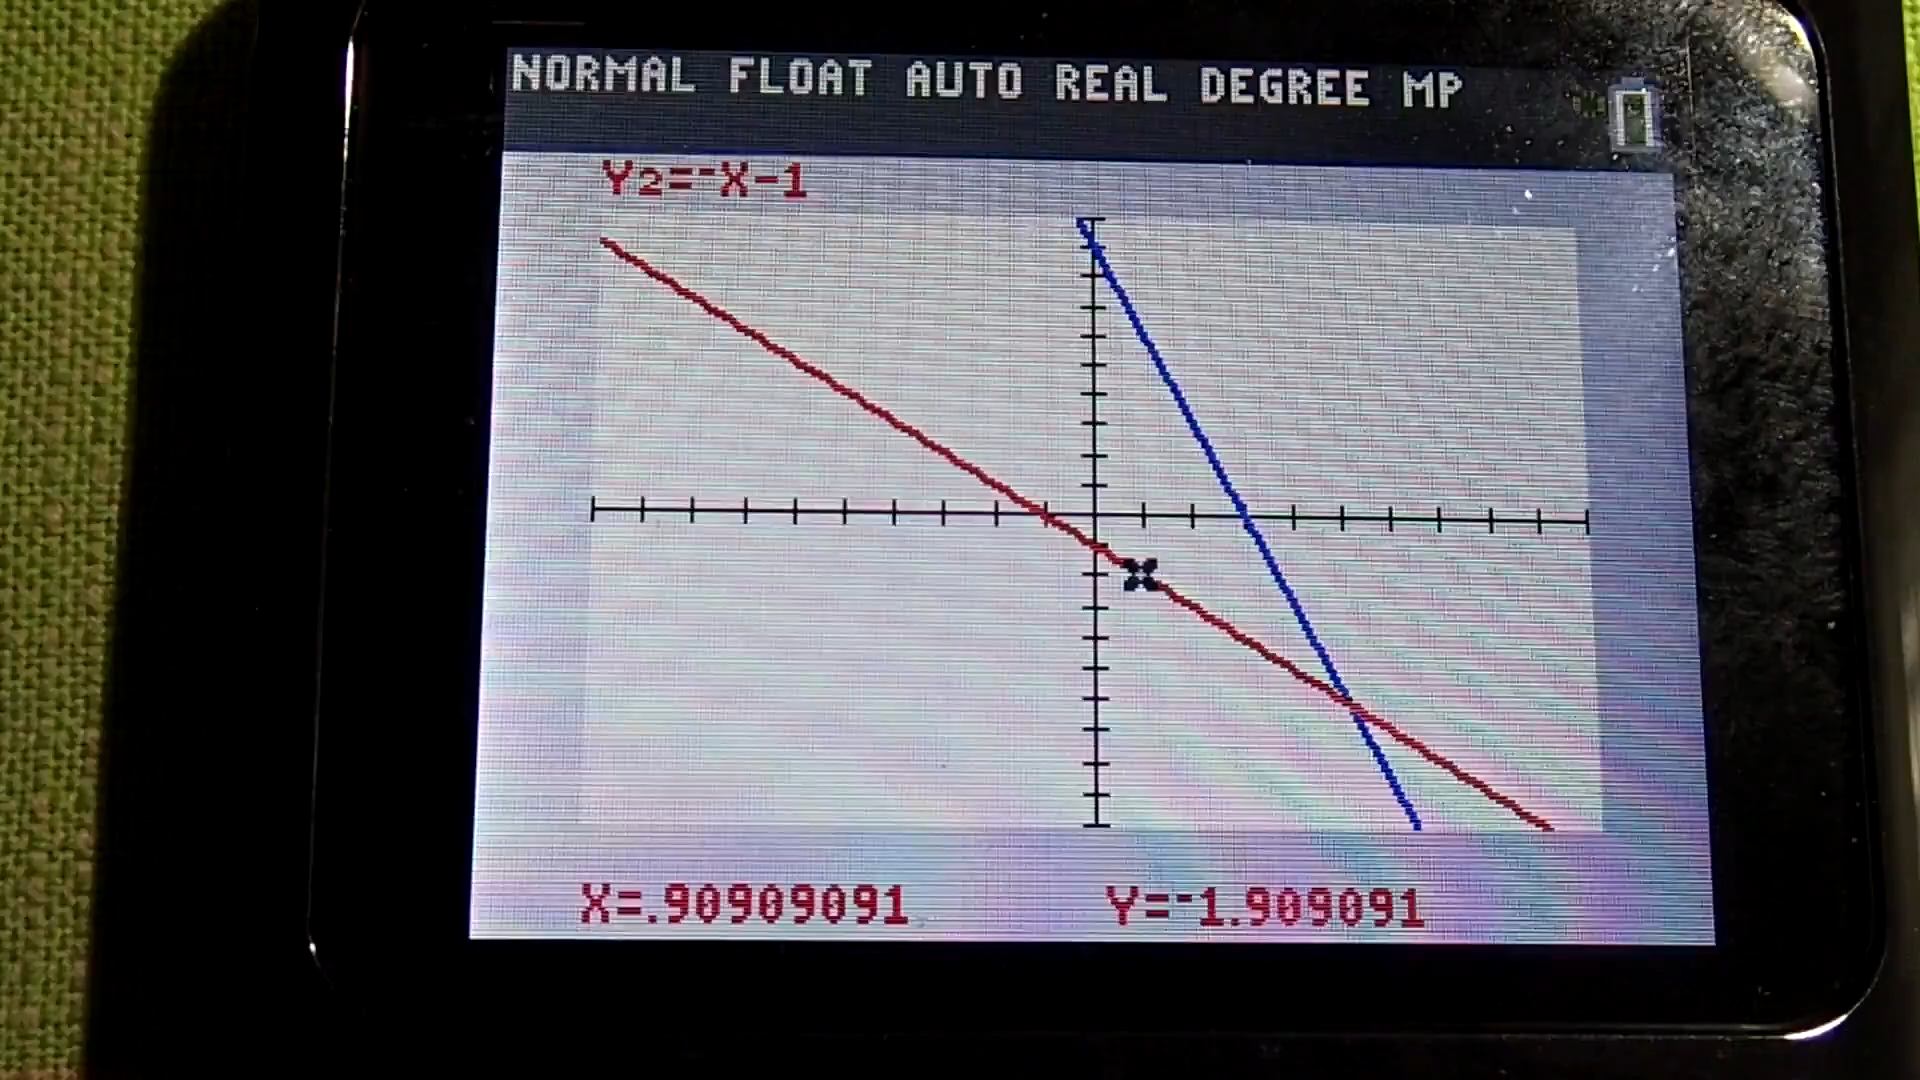 NORMAL FLOAT AUTO REAL DEGREE MP
Y₂=⁻X-1
X=.90909091
Y=⁻1.909091